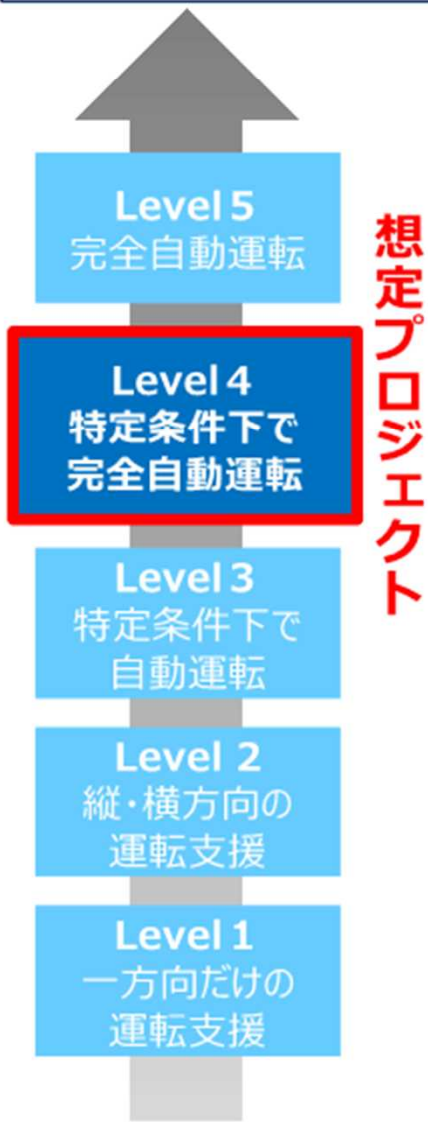 Level 5
完全自動運転
Level 4
特定条件下で
完全自動運転
想定プロジェクト
Level 3
特定条件下で
自動運転
Level 2
縦・横方向の
運転支援
Level 1
一方向だけの
運転支援